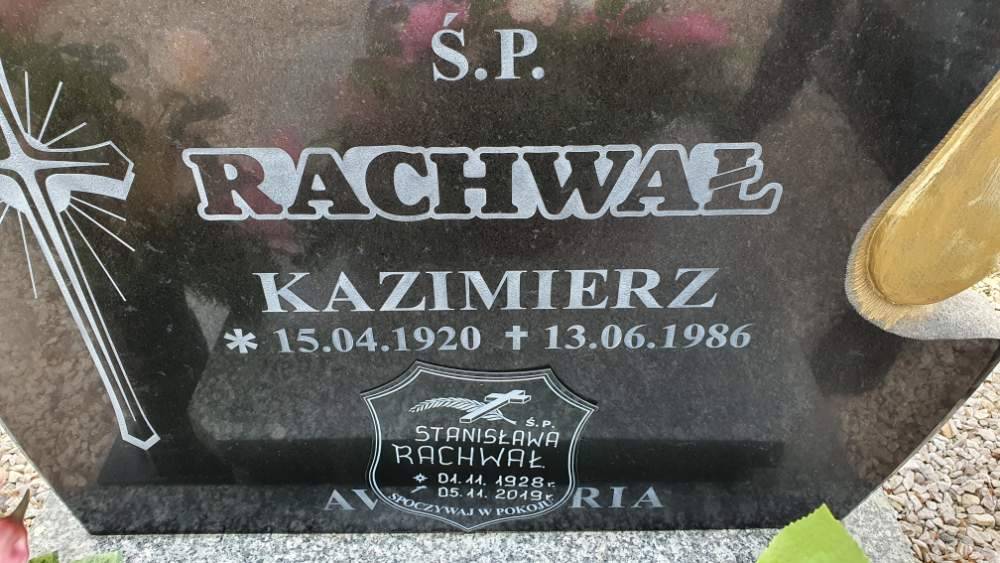 Ś.P.
RACHWAŁ
KAZIMIERZ
* 15.04.1920 ✝ 13.06.1986
Ś.P.
STANISŁAWA
RACHWAŁ
* 01.11.1928 r.
05.11.2019 r.
SPOCZYWAJ W POKOJU